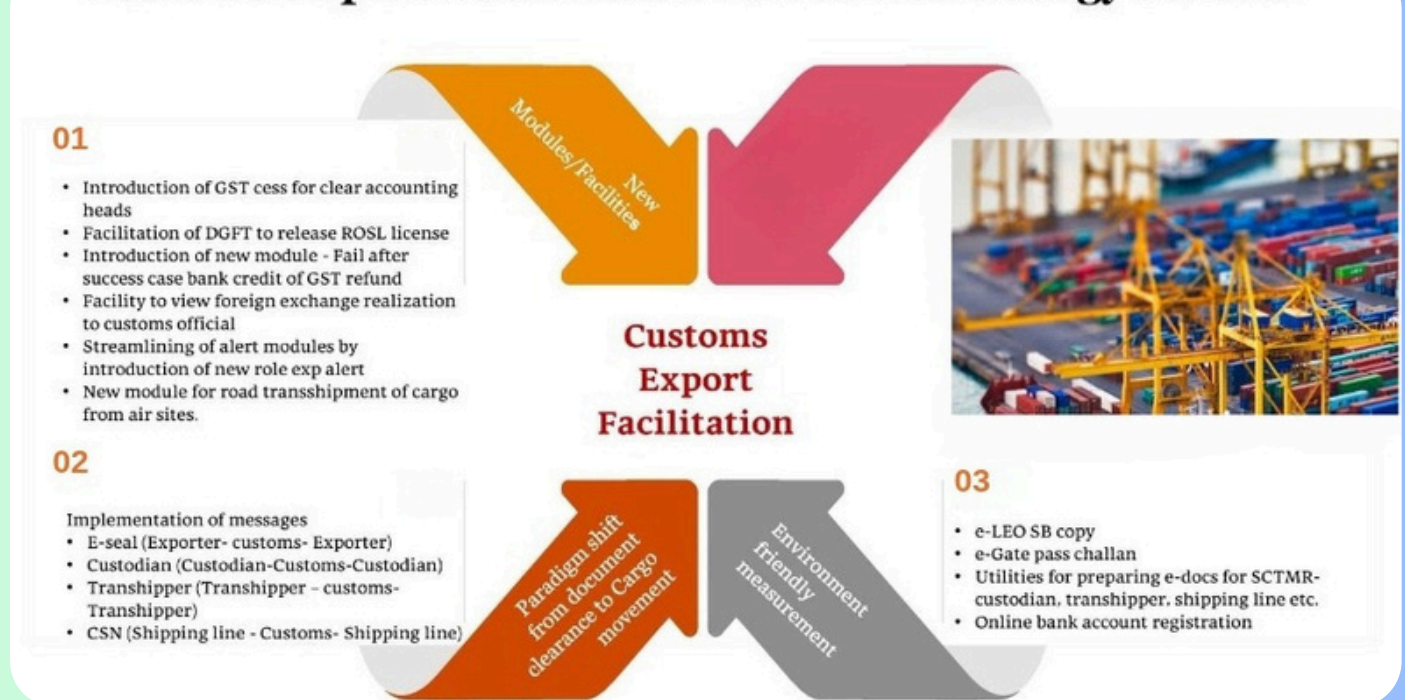 01
• Introduction of GST cess for clear accounting
heads
• Facilitation of DGFT to release ROSL license
• Introduction of new module - Fail after
success case bank credit of GST refund
• Facility to view foreign exchange realization
to customs official
• Streamlining of alert modules by
introduction of new role exp alert
• New module for road transshipment of cargo
from air sites.
New
Modules/Facilities
Customs
Export
Facilitation
02
Implementation of messages
• E-seal (Exporter- customs- Exporter)
• Custodian (Custodian-Customs-Custodian)
• Transhipper (Transhipper – customs-
Transhipper)
• CSN (Shipping line - Customs- Shipping line)
Paradigm shift
from document
clearance to Cargo
movement
Environment
friendly
measurement
03
• e-LEO SB copy
• e-Gate pass challan
• Utilities for preparing e-docs for SCTMR-
custodian, transhipper, shipping line etc.
• Online bank account registration